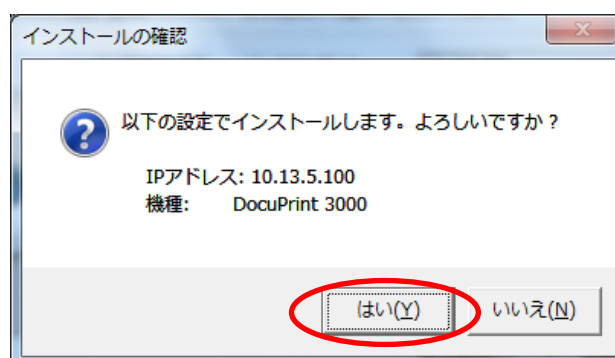 インストールの確認
以下の設定でインストールします。よろしいですか？
IPアドレス: 10.13.5.100
機種: DocuPrint 3000
はい(Y) いいえ(N)